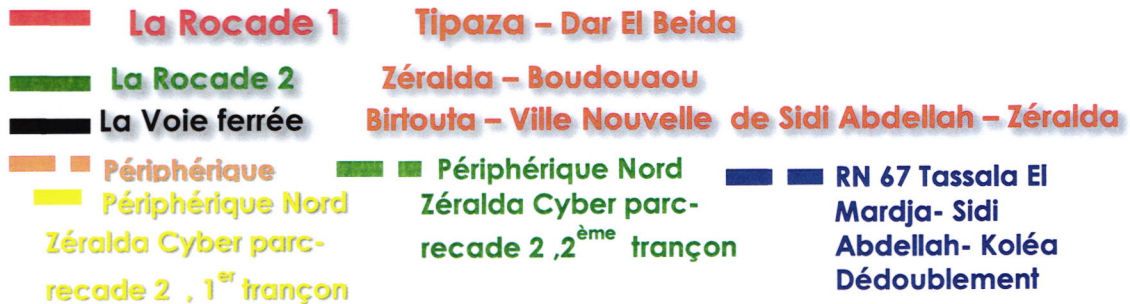 La Rocade 1 Tipaza – Dar El Beida
La Rocade 2 Zéralda – Boudouaou
La Voie ferrée Birtouta – Ville Nouvelle de Sidi Abdellah – Zéralda
Périphérique
Périphérique Nord
Zéralda Cyber parc-
recade 2 , 1er trançon
Périphérique Nord
Zéralda Cyber parc-
recade 2 ,2ème trançon
RN 67 Tassala El
Mardja- Sidi
Abdellah- Koléa
Dédoublement